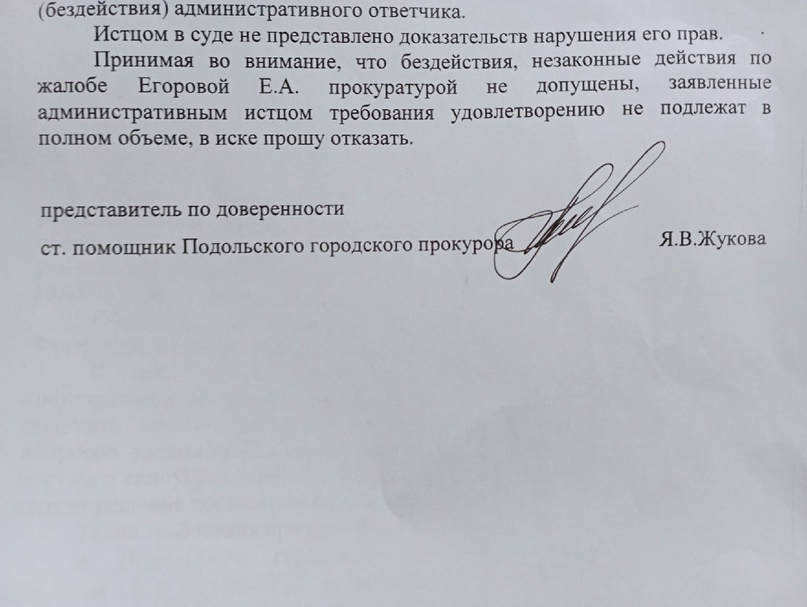 (бездействия) административного ответчика.
Истцом в суде не представлено доказательств нарушения его прав.
Принимая во внимание, что бездействия, незаконные действия по
жалобе Егоровой Е.А. прокуратурой не допущены, заявленные
административным истцом требования удовлетворению не подлежат в
полном объеме, в иске прошу отказать.
представитель по доверенности
ст. помощник Подольского городского прокурора Я.В.Жукова